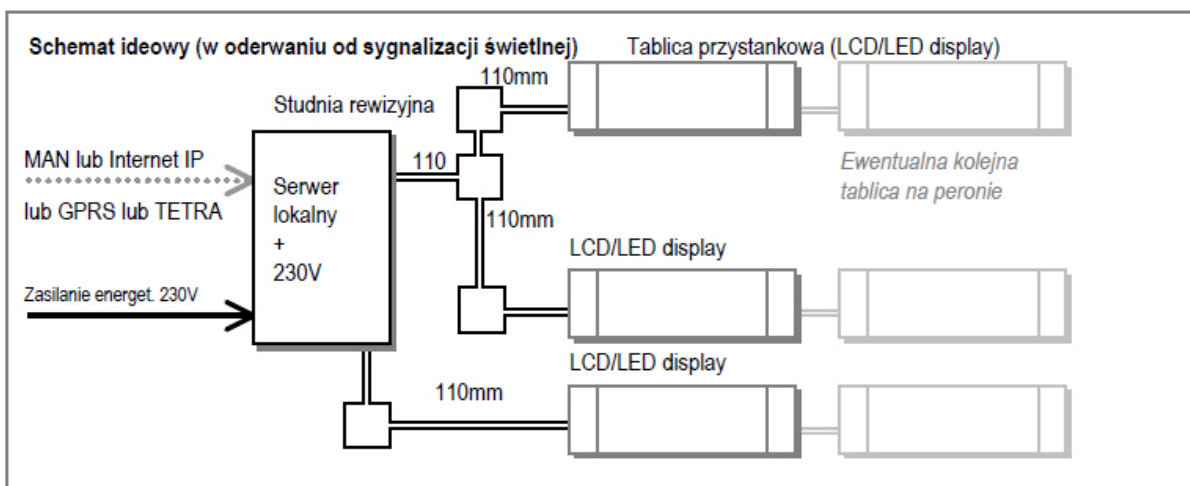 Schemat ideowy (w oderwaniu od sygnalizacji świetlnej)
Tablica przystankowa (LCD/LED display)
110mm
Studnia rewizyjna
MAN lub Internet IP
110
Ewentualna kolejna
tablica na peronie
Serwer
lokalny
+
230V
lub GPRS lub TETRA
110mm
LCD/LED display
Zasilanie energet. 230V
LCD/LED display
110mm